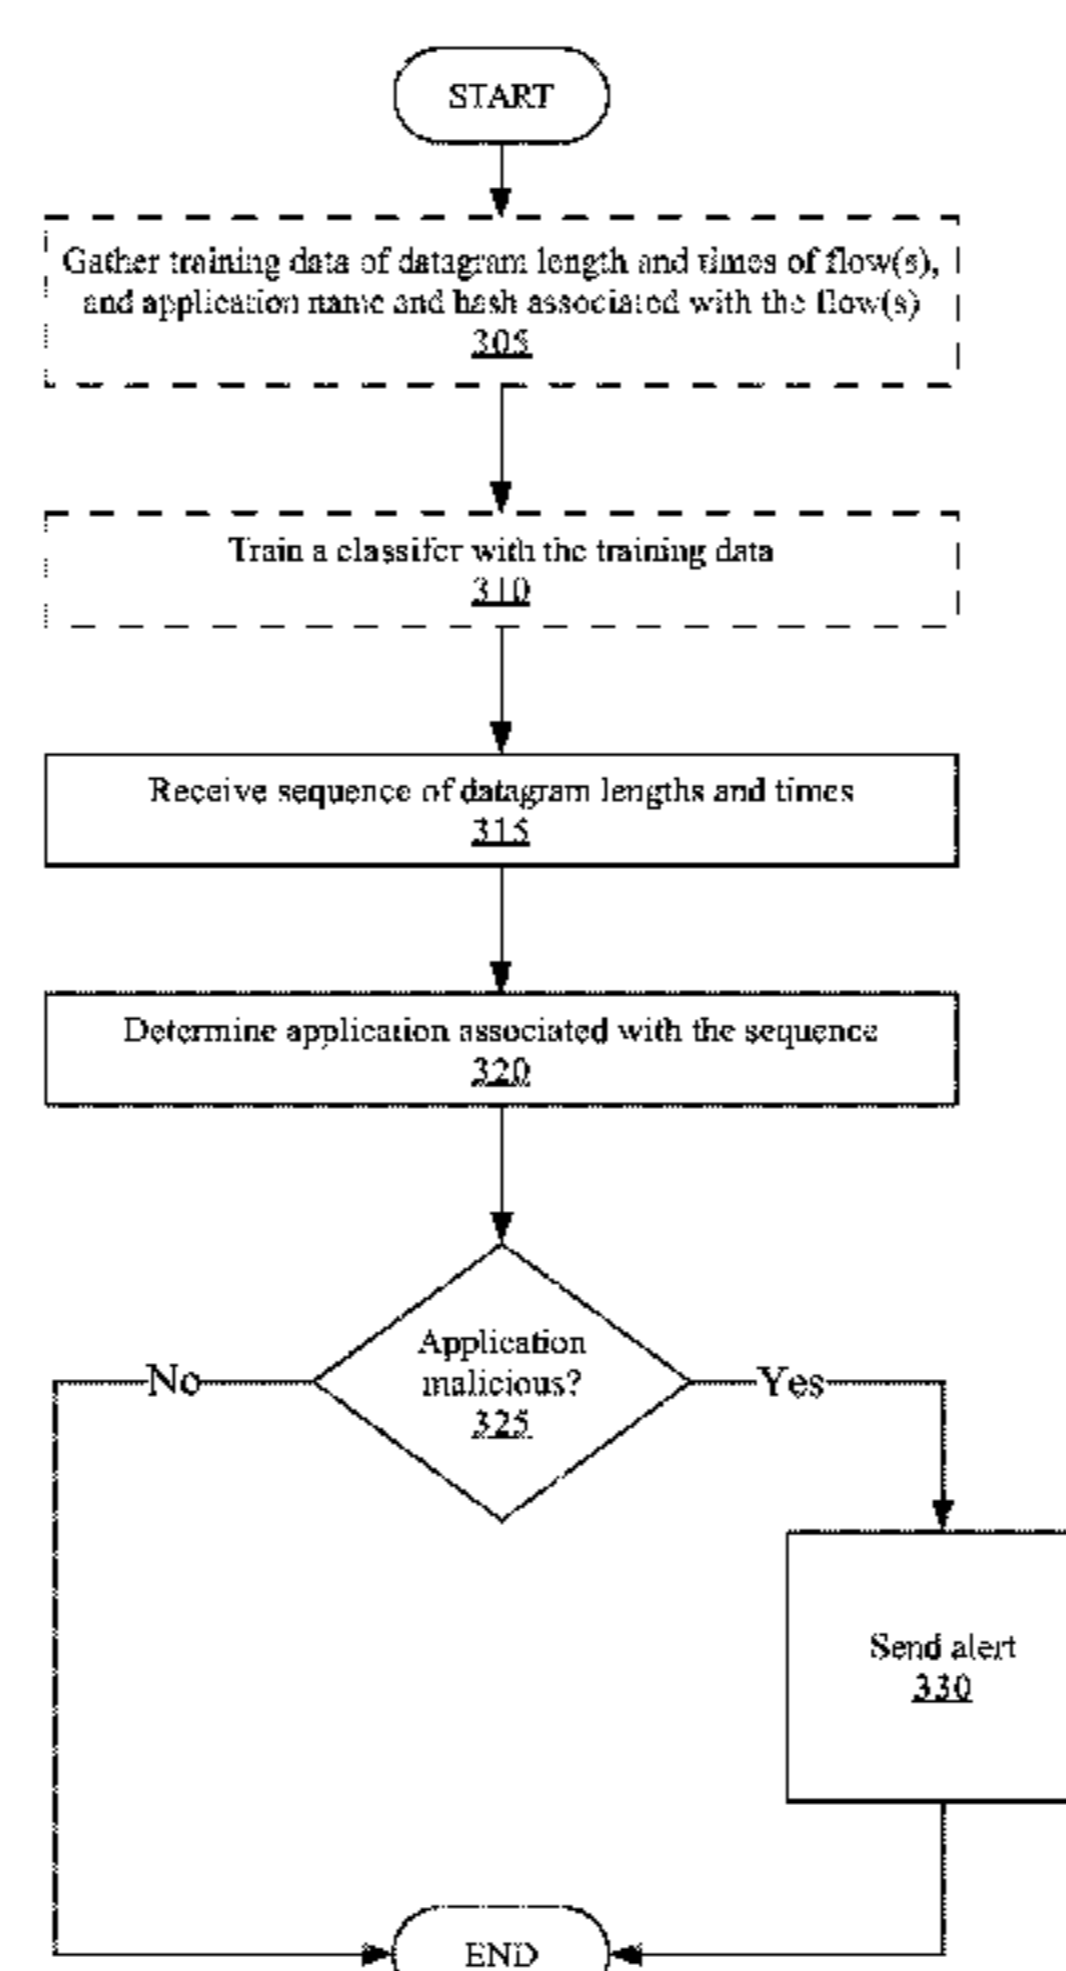 START
Gather training data of datagram length and times of flow(s),
and application name and hash associated with the flow(s)
305
Train a classifer with the training data
310
Receive sequence of datagram lengths and times
315
Determine application associated with the sequence
320
Application
malicious?
325
No
Yes
Send alert
330
END